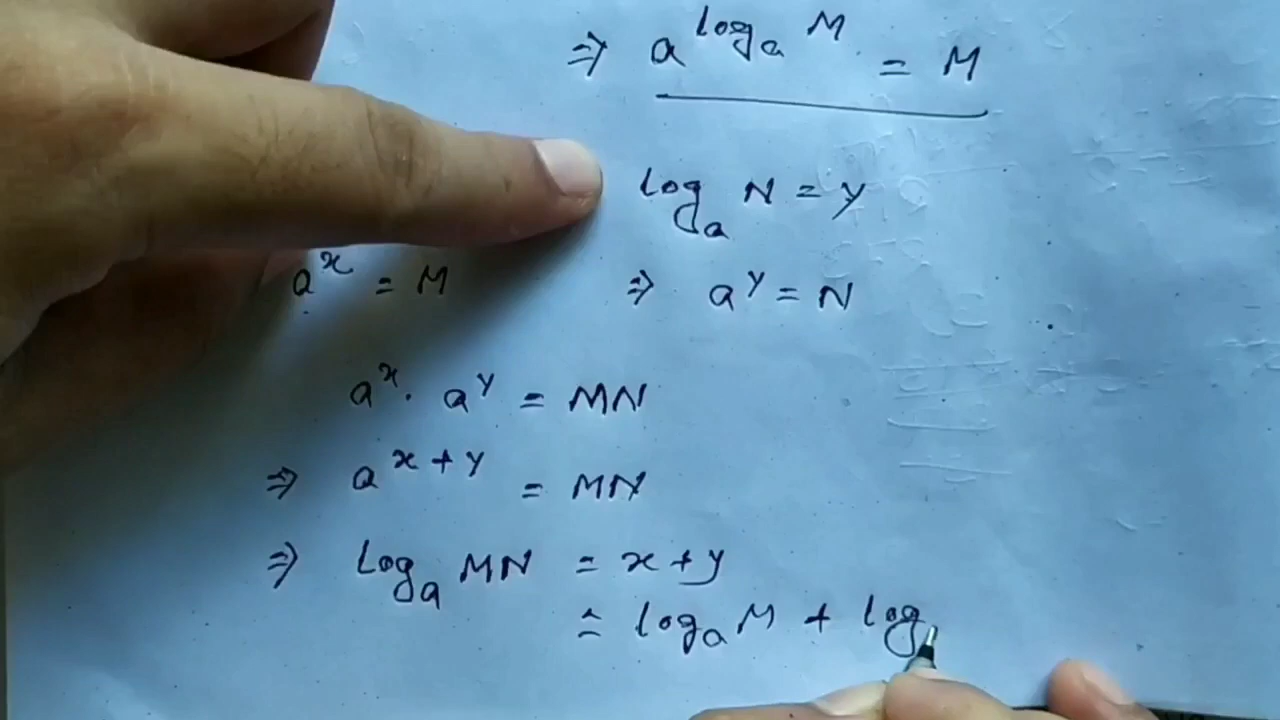 ⇒ a^{log_a M} = M
log_a N = y
a^x = M ⇒ a^y = N
a^x . a^y = MN
⇒ a^{x+y} = MN
⇒ log_a MN = x+y
= log_a M + log